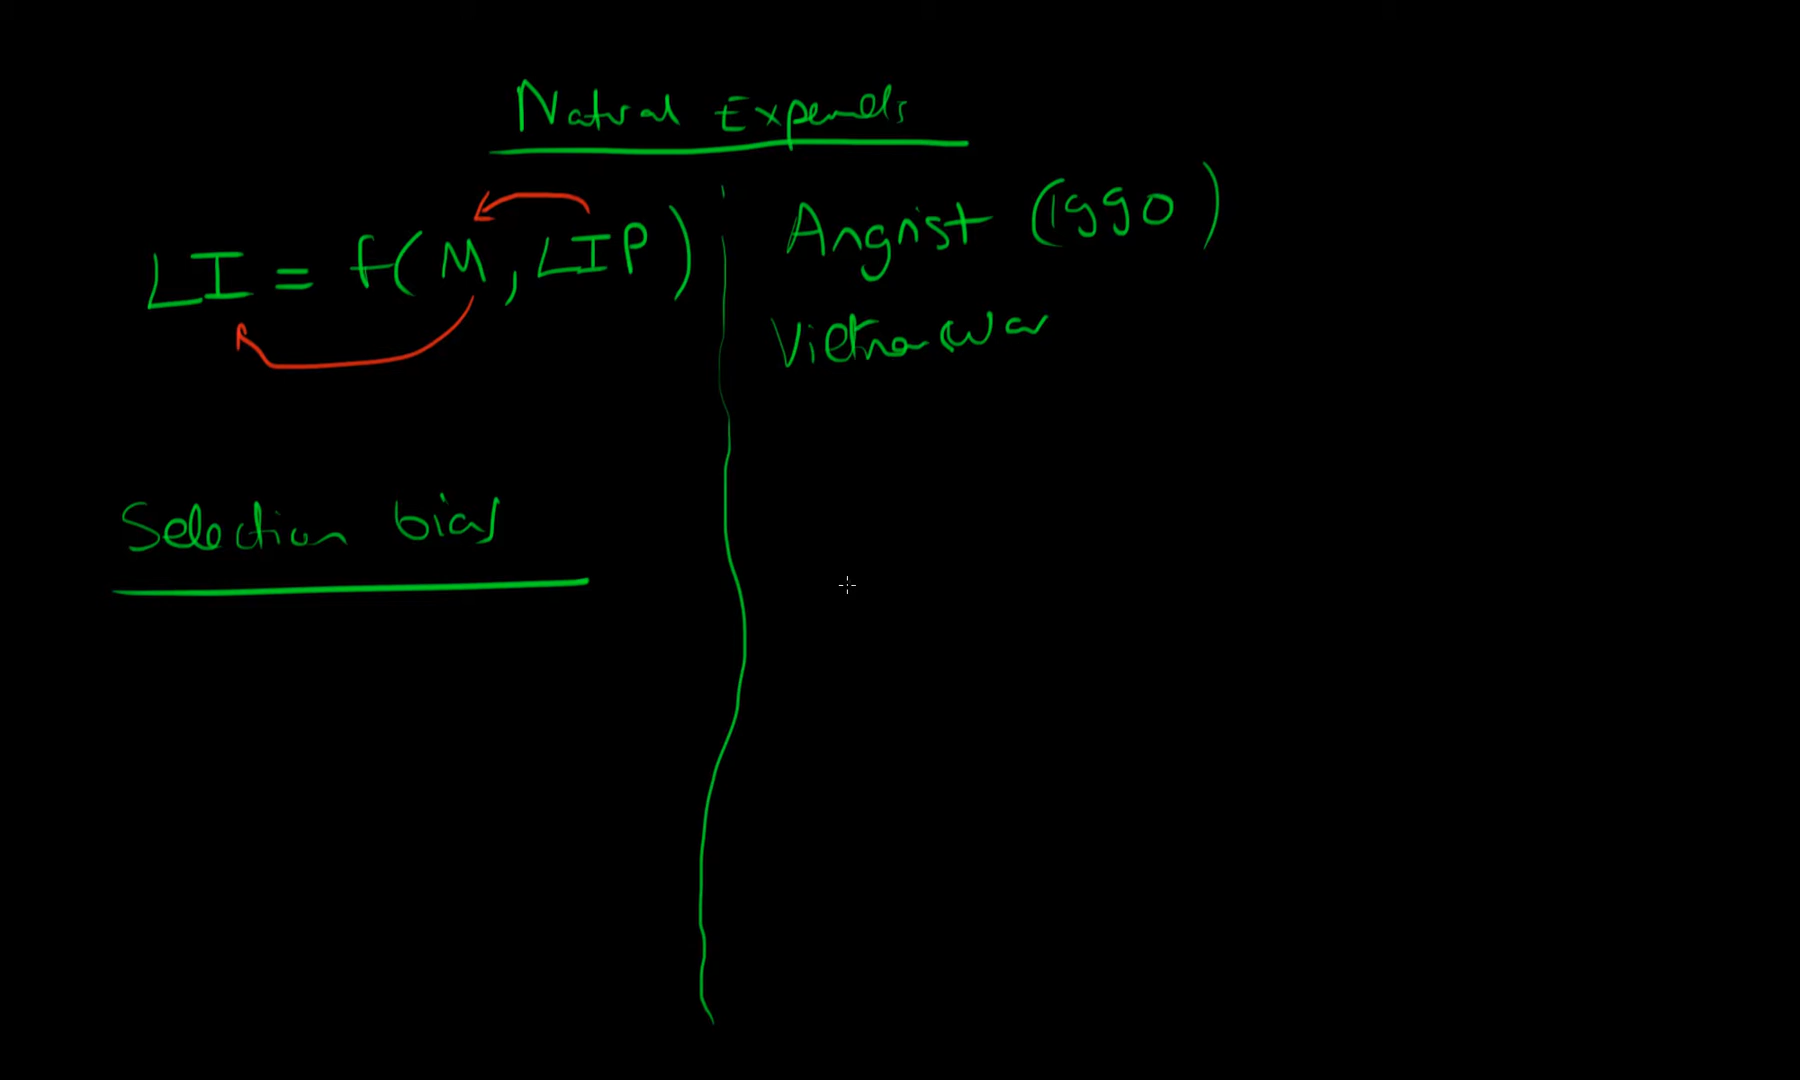 Natural Experiments
LI = f(M, LIP)
Angrist (1990)
Vietnam War
Selection bias